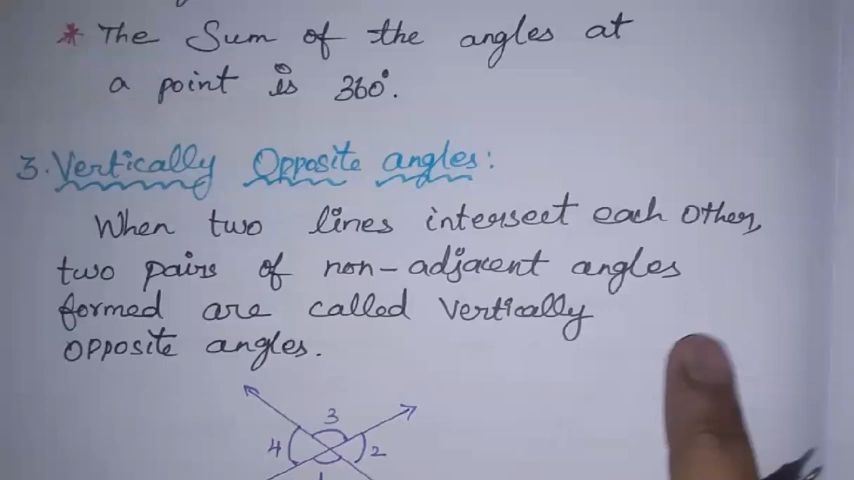 * The Sum of the angles at
a point is 360°.
3. Vertically Opposite angles:
When two lines intersect each other,
two pairs of non-adjacent angles
formed are called vertically
opposite angles.
3
4 2
1